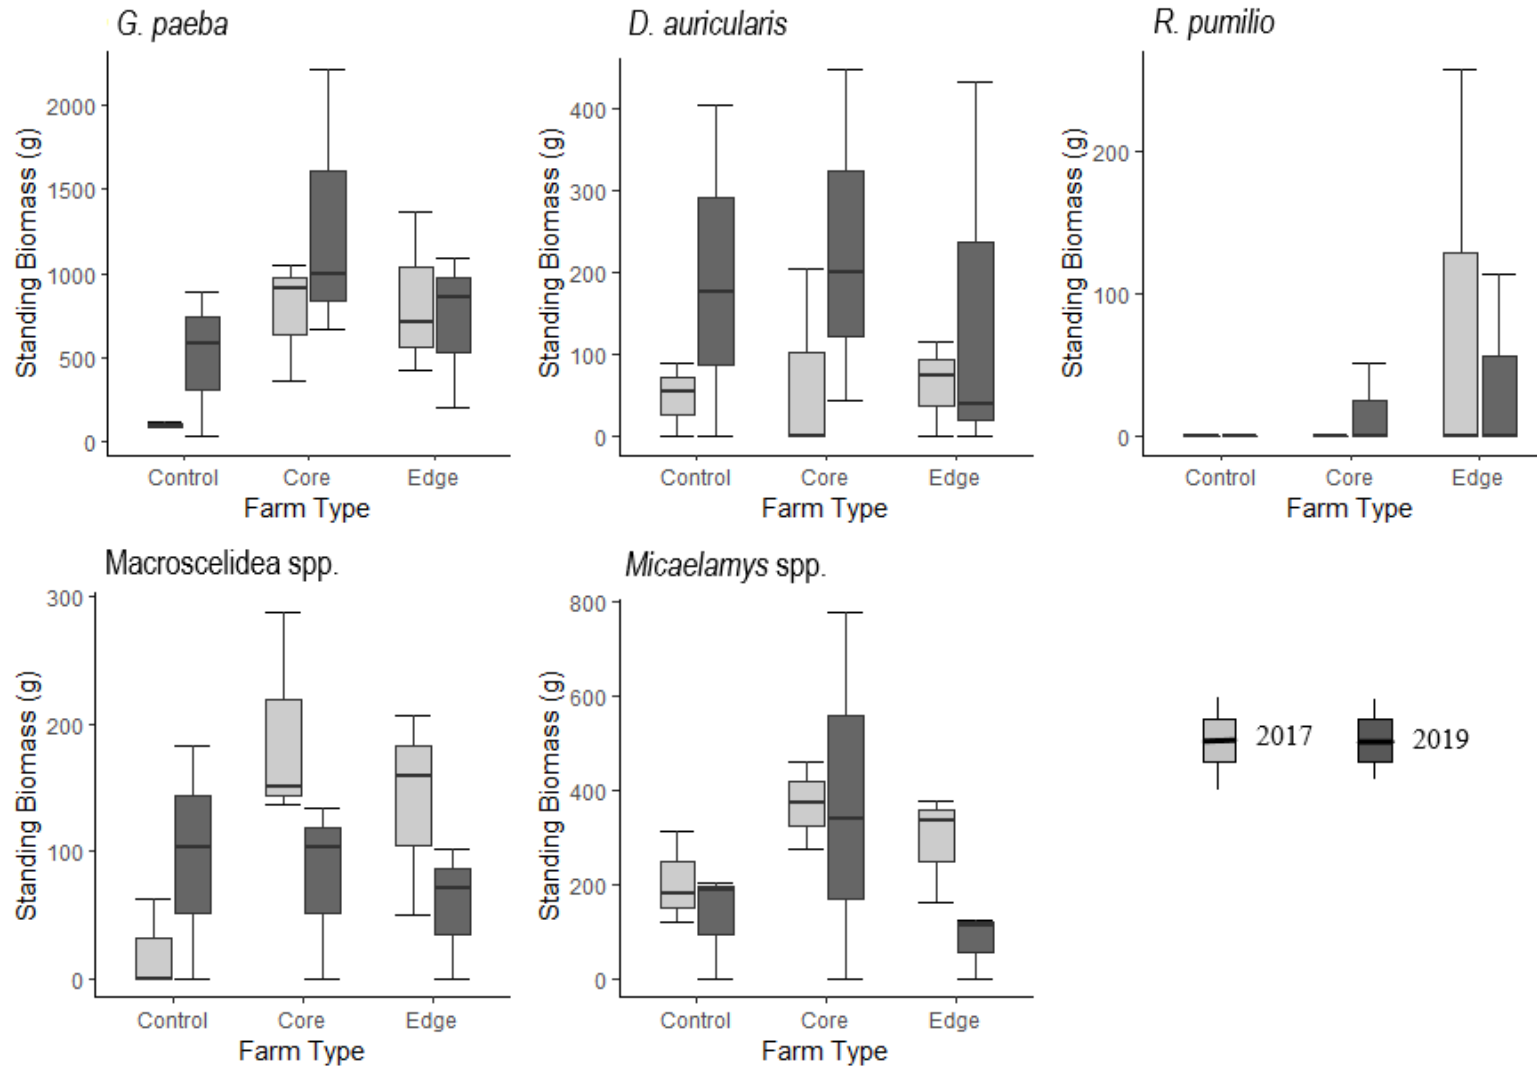 G. paeba
Standing Biomass (g)
2000
1500
1000
500
0
Control Core Edge
Farm Type
D. auricularis
Standing Biomass (g)
400
300
200
100
0
Control Core Edge
Farm Type
R. pumilio
Standing Biomass (g)
200
100
0
Control Core Edge
Farm Type
Macroscelidea spp.
Standing Biomass (g)
300
200
100
0
Control Core Edge
Farm Type
Micaelamys spp.
Standing Biomass (g)
800
600
400
200
0
Control Core Edge
Farm Type
2017 2019